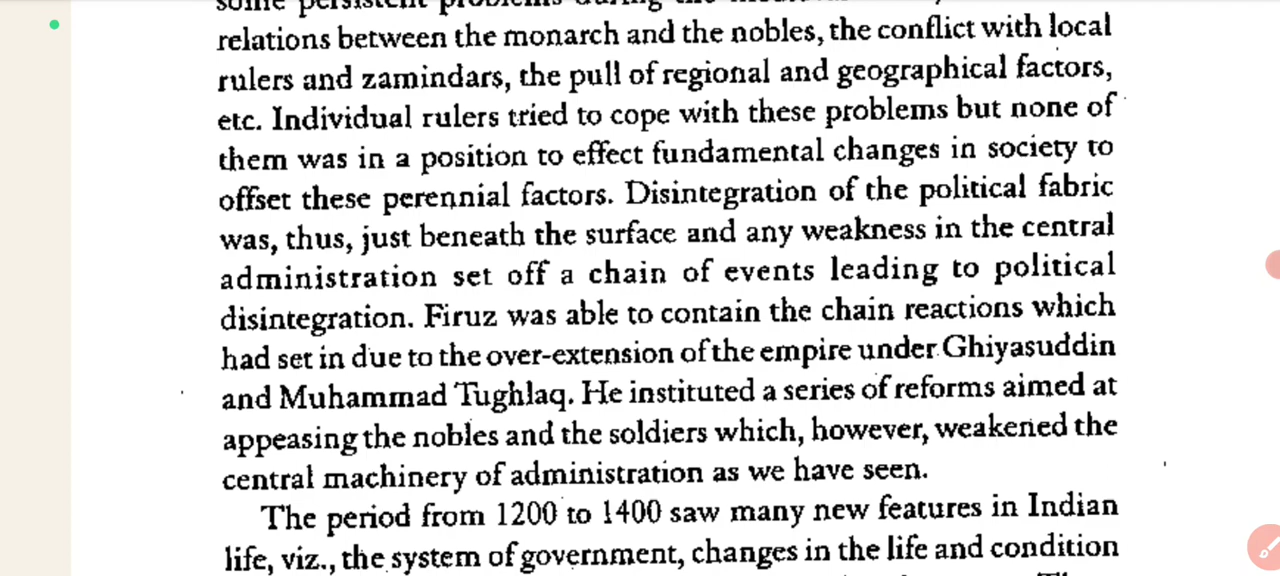 some persistent problems during the
relations between the monarch and the nobles, the conflict with local
rulers and zamindars, the pull of regional and geographical factors,
etc. Individual rulers tried to cope with these problems but none of
them was in a position to effect fundamental changes in society to
offset these perennial factors. Disintegration of the political fabric
was, thus, just beneath the surface and any weakness in the central
administration set off a chain of events leading to political
disintegration. Firuz was able to contain the chain reactions which
had set in due to the over-extension of the empire under Ghiyasuddin
and Muhammad Tughlaq. He instituted a series of reforms aimed at
appeasing the nobles and the soldiers which, however, weakened the
central machinery of administration as we have seen.
The period from 1200 to 1400 saw many new features in Indian
life, viz., the system of government, changes in the life and condition